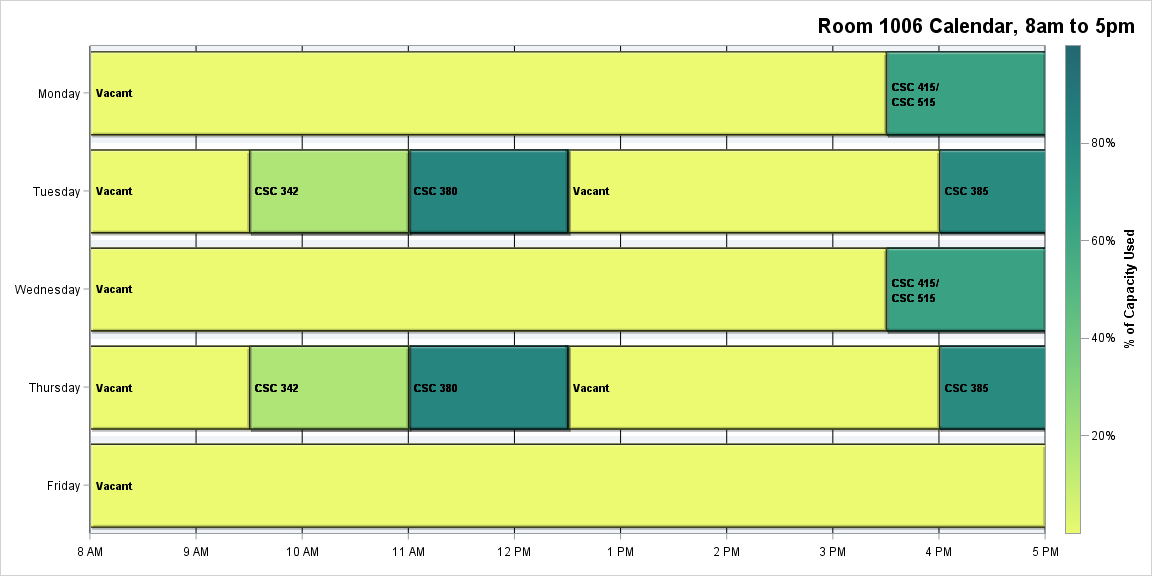 Room 1006 Calendar, 8am to 5pm
Monday
Vacant
CSC 415/
CSC 515
Tuesday
Vacant
CSC 342
CSC 380
Vacant
CSC 385
Wednesday
Vacant
CSC 415/
CSC 515
Thursday
Vacant
CSC 342
CSC 380
Vacant
CSC 385
Friday
Vacant
8 AM
9 AM
10 AM
11 AM
12 PM
1 PM
2 PM
3 PM
4 PM
5 PM
80%
60%
40%
20%
% of Capacity Used